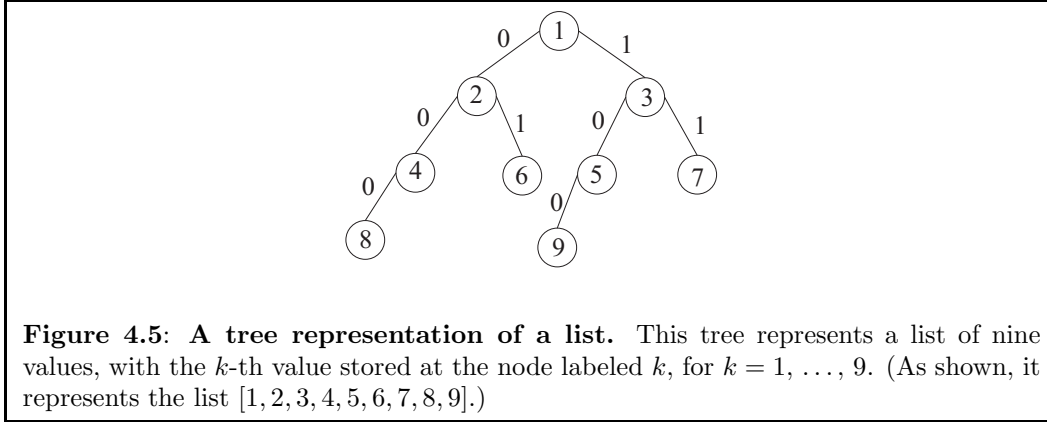 1
0 1
2 3
0 1 0 1
4 6 5 7
0 0
8 9
Figure 4.5: A tree representation of a list. This tree represents a list of nine
values, with the k-th value stored at the node labeled k, for k = 1, ..., 9. (As shown, it
represents the list [1, 2, 3, 4, 5, 6, 7, 8, 9].)